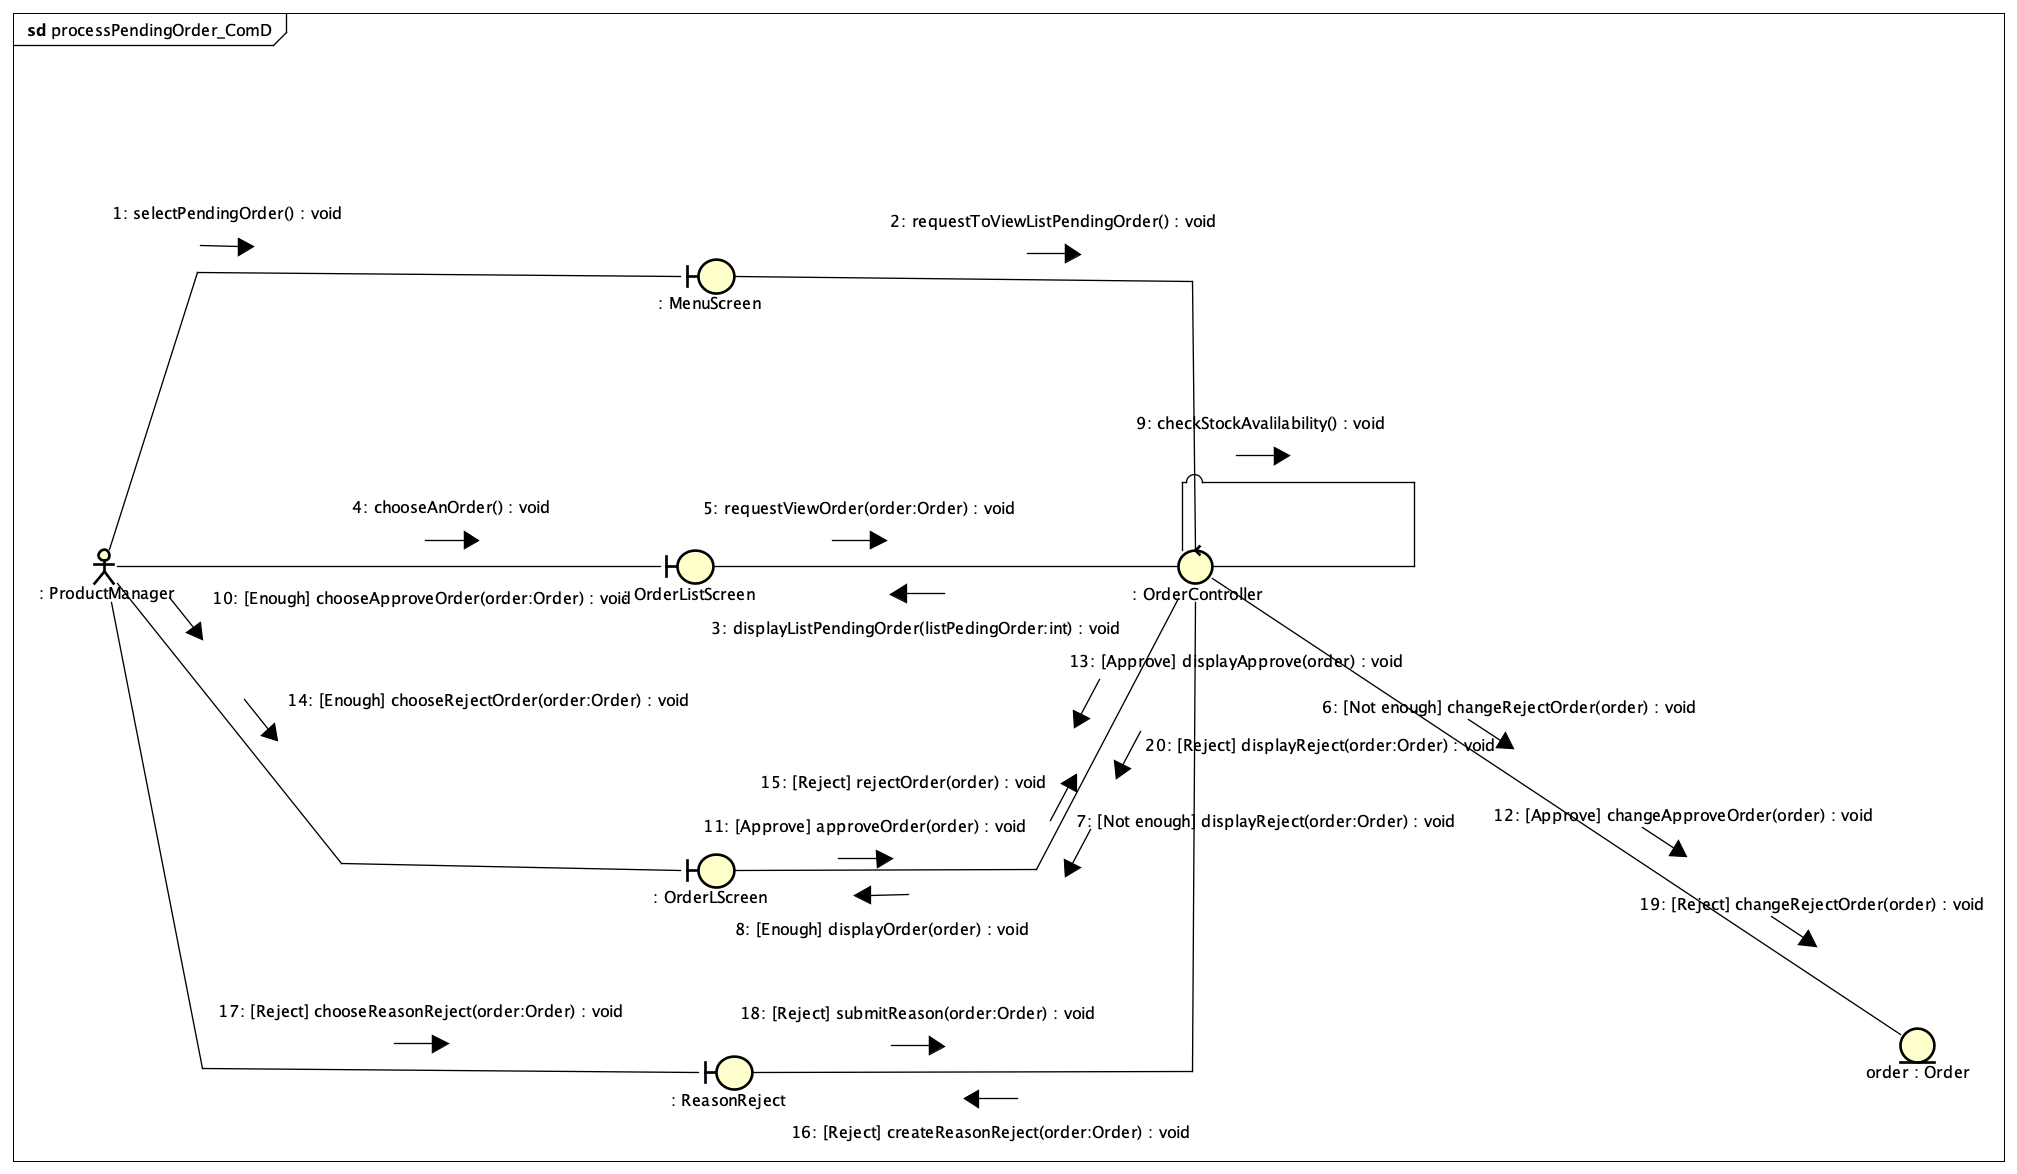 sd processPendingOrder_ComD
1: selectPendingOrder() : void
2: requestToViewListPendingOrder() : void
: MenuScreen
9: checkStockAvalilability() : void
4: chooseAnOrder() : void
5: requestViewOrder(order:Order) : void
: ProductManager
10: [Enough] chooseApproveOrder(order:Order) : void
: OrderListScreen
: OrderController
3: displayListPendingOrder(listPedingOrder:int) : void
13: [Approve] displayApprove(order) : void
14: [Enough] chooseRejectOrder(order:Order) : void
6: [Not enough] changeRejectOrder(order) : void
20: [Reject] displayReject(order:Order) : void
15: [Reject] rejectOrder(order) : void
12: [Approve] changeApproveOrder(order) : void
11: [Approve] approveOrder(order) : void
7: [Not enough] displayReject(order:Order) : void
: OrderLScreen
19: [Reject] changeRejectOrder(order) : void
8: [Enough] displayOrder(order) : void
17: [Reject] chooseReasonReject(order:Order) : void
18: [Reject] submitReason(order:Order) : void
order : Order
: ReasonReject
16: [Reject] createReasonReject(order:Order) : void